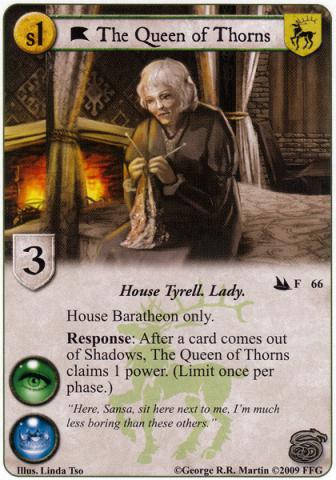 s1 The Queen of Thorns
3
F 66
House Tyrell. Lady.
House Baratheon only.
Response: After a card comes out
of Shadows, The Queen of Thorns
claims 1 power. (Limit once per
phase.)
"Here, Sansa, sit here next to me, I'm much
less boring than these others."
Illus. Linda Tso ©George R.R. Martin ©2009 FFG